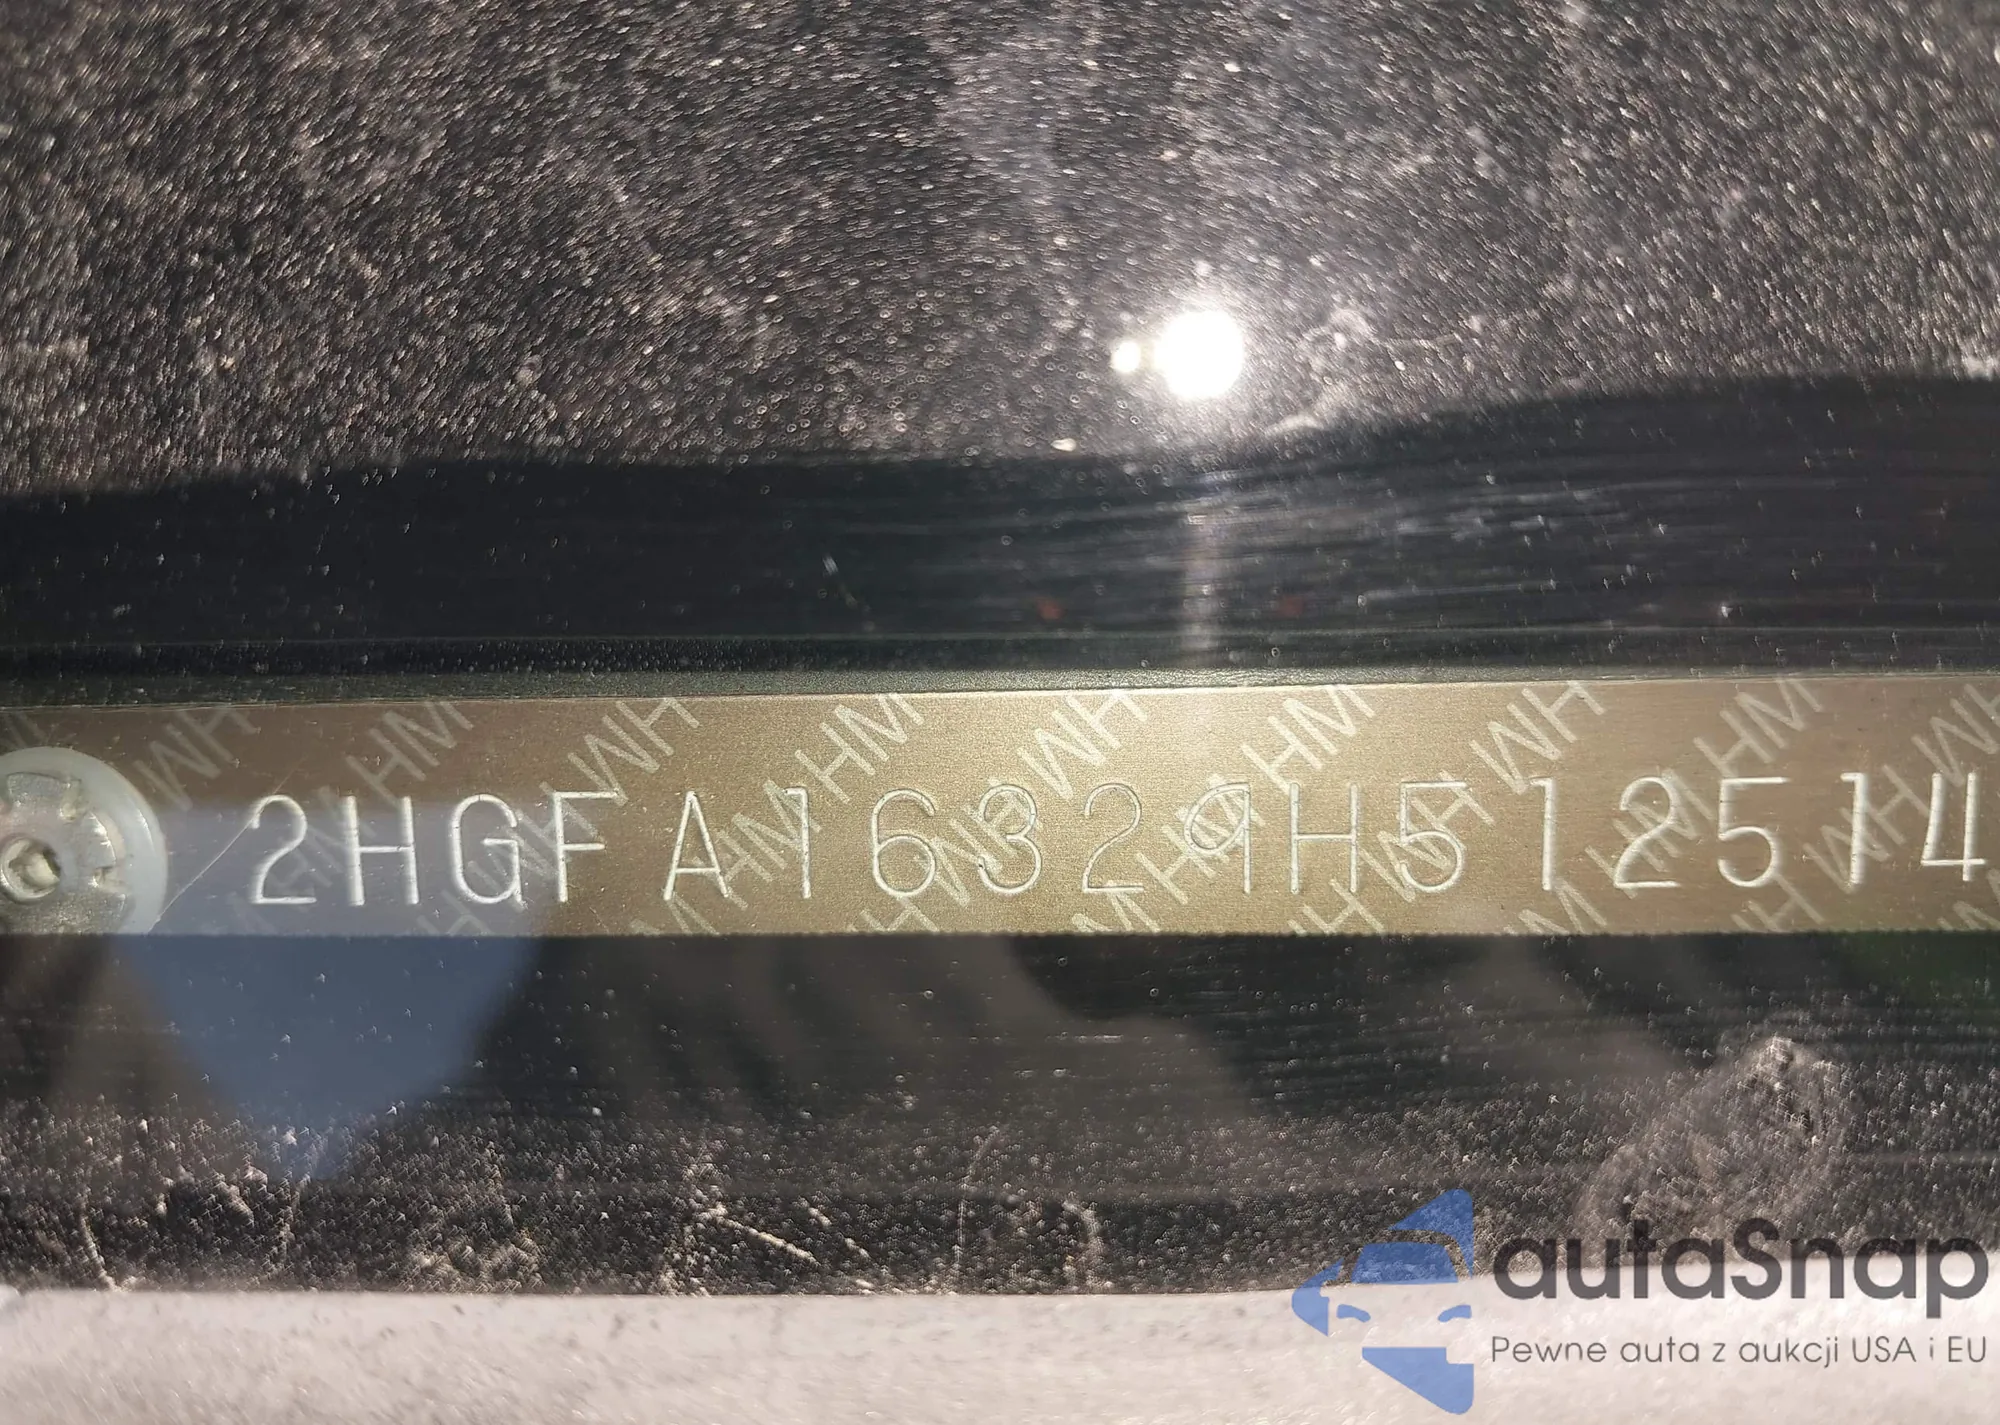 2HGFA16329H512514
autaSnap
Pewne auta z aukcji USA i EU